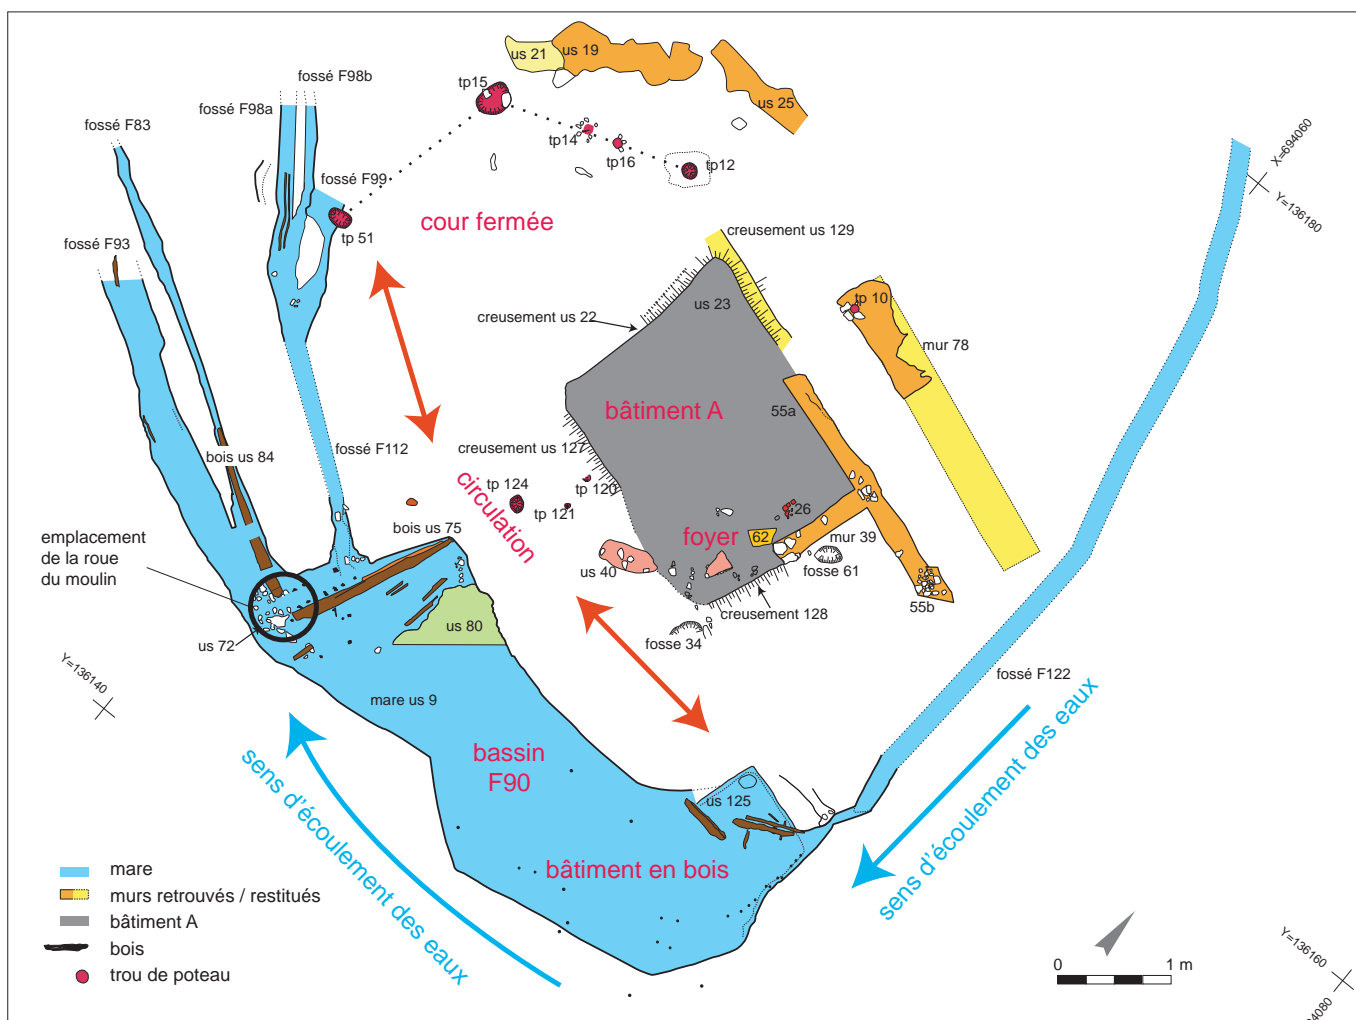 us 21
us 19
fossé F98b
tp15
fossé F98a
us 25
fossé F83
tp14
tp16
tp12
X=694060
Y=136180
fossé F99
cour fermée
tp 51
creusement us 129
fossé F93
us 23
tp 10
creusement us 22
mur 78
bâtiment A
55a
fossé F112
creusement us 127
bois us 84
tp 124
tp 120
tp 121
26
circulation
bois us 75
foyer
62
mur 39
emplacement
de la roue
du moulin
us 40
fosse 61
55b
creusement 128
us 80
us 72
fosse 34
fossé F122
Y=136140
mare us 9
sens d'écoulement des eaux
bassin
F90
us 125
sens d'écoulement des eaux
bâtiment en bois
mare
murs retrouvés / restitués
bâtiment A
bois
trou de poteau
0
1 m
Y=136160